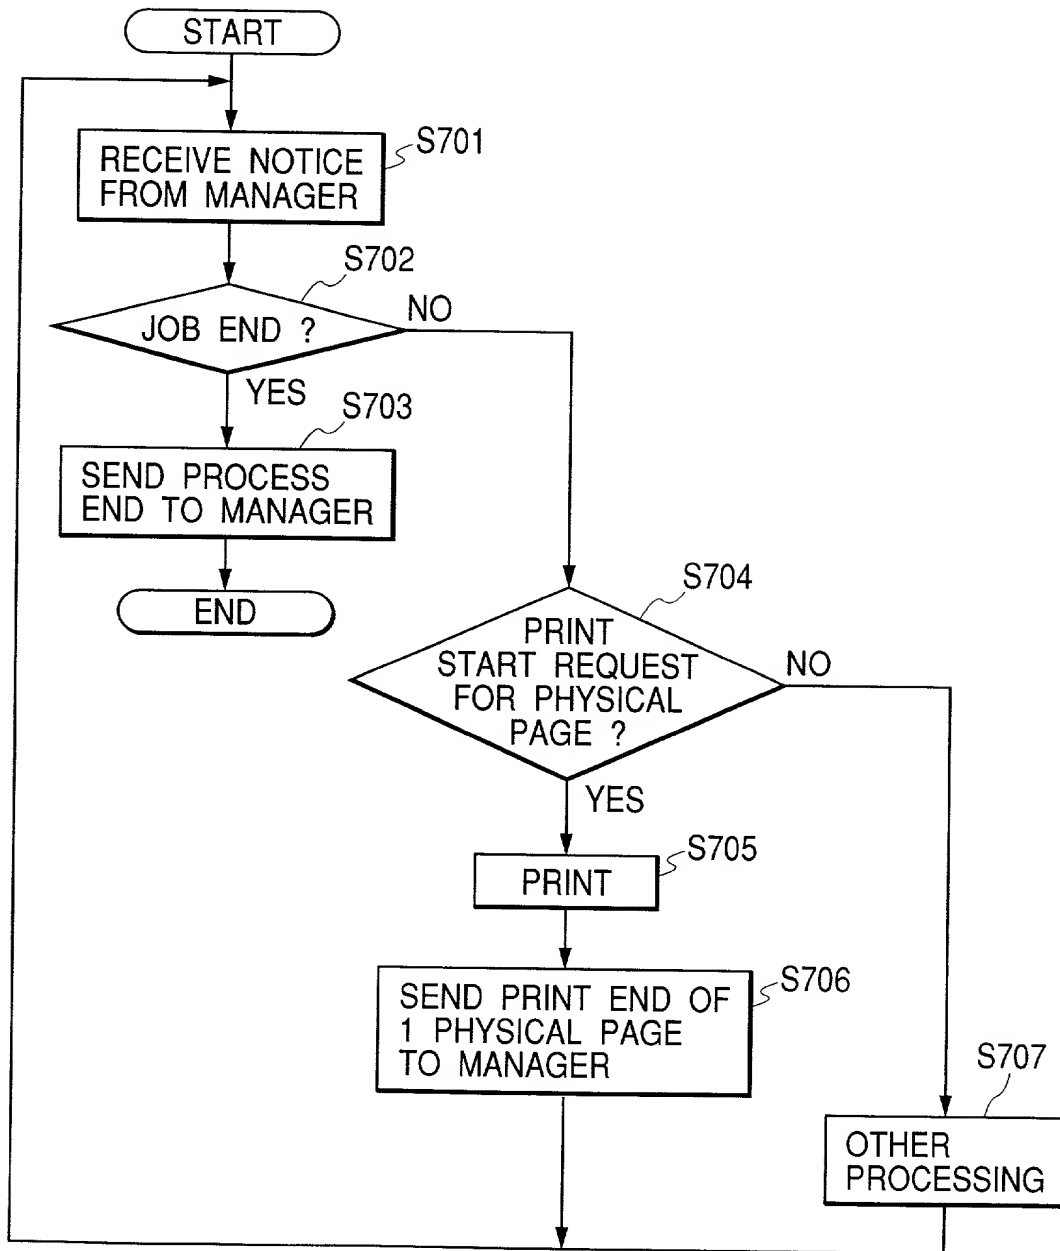 START
RECEIVE NOTICE
FROM MANAGER
S701
S702
JOB END ?
NO
YES
S703
SEND PROCESS
END TO MANAGER
END
S704
PRINT
START REQUEST
FOR PHYSICAL
PAGE ?
NO
YES
S705
PRINT
S706
SEND PRINT END OF
1 PHYSICAL PAGE
TO MANAGER
S707
OTHER
PROCESSING